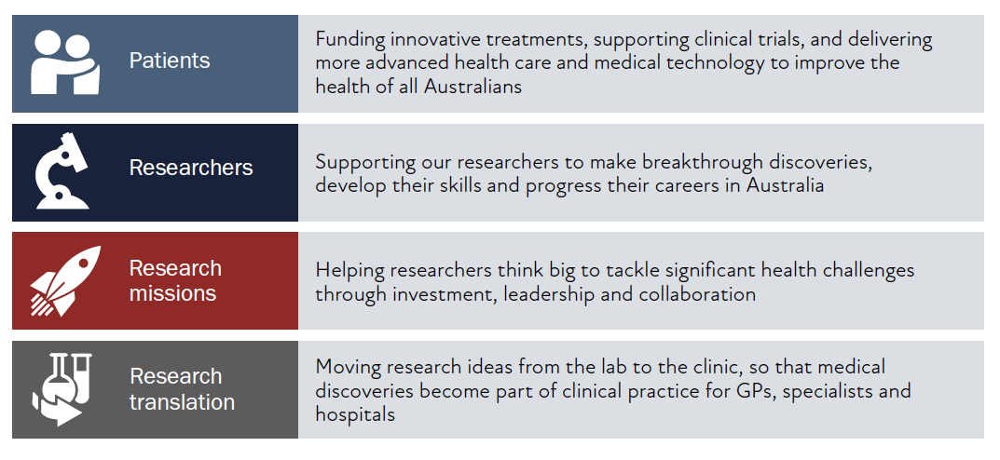 Patients
Funding innovative treatments, supporting clinical trials, and delivering
more advanced health care and medical technology to improve the
health of all Australians
Researchers
Supporting our researchers to make breakthrough discoveries,
develop their skills and progress their careers in Australia
Research
missions
Helping researchers think big to tackle significant health challenges
through investment, leadership and collaboration
Research
translation
Moving research ideas from the lab to the clinic, so that medical
discoveries become part of clinical practice for GPs, specialists and
hospitals